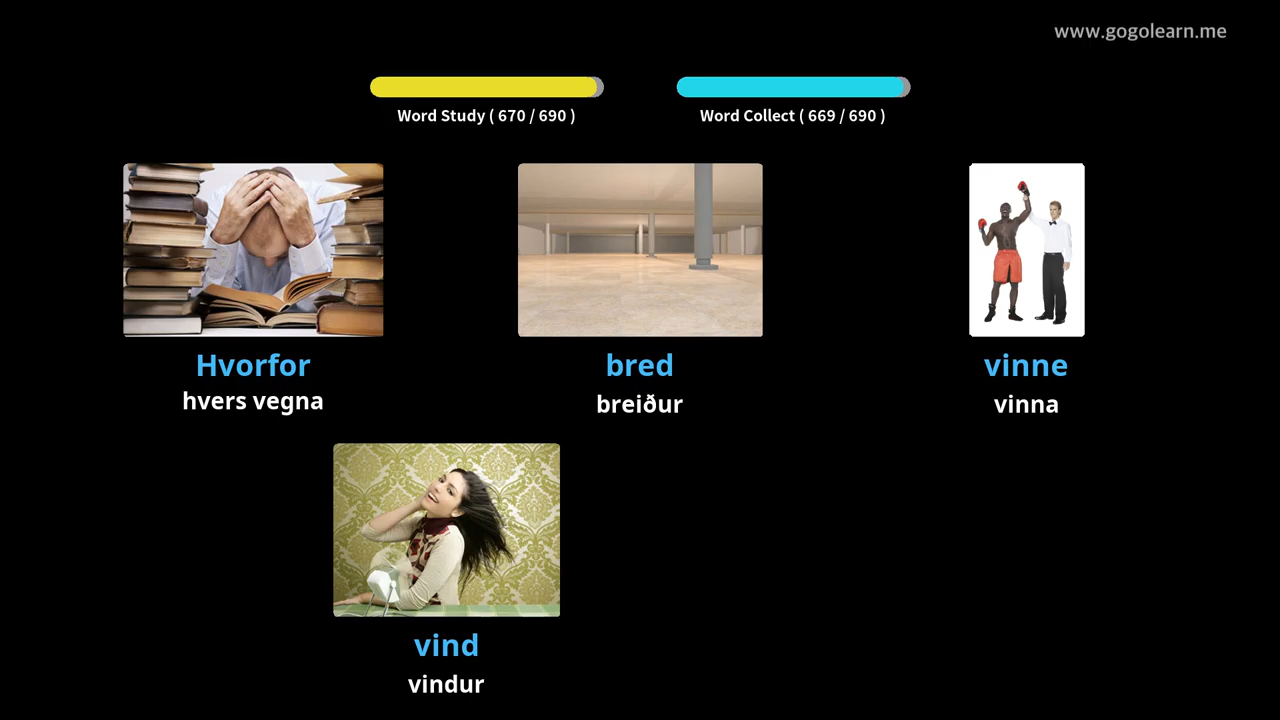 www.gogolearn.me
Word Study ( 670 / 690 )
Word Collect ( 669 / 690 )
Hvorfor
hvers vegna
bred
breiður
vinne
vinna
vind
vindur